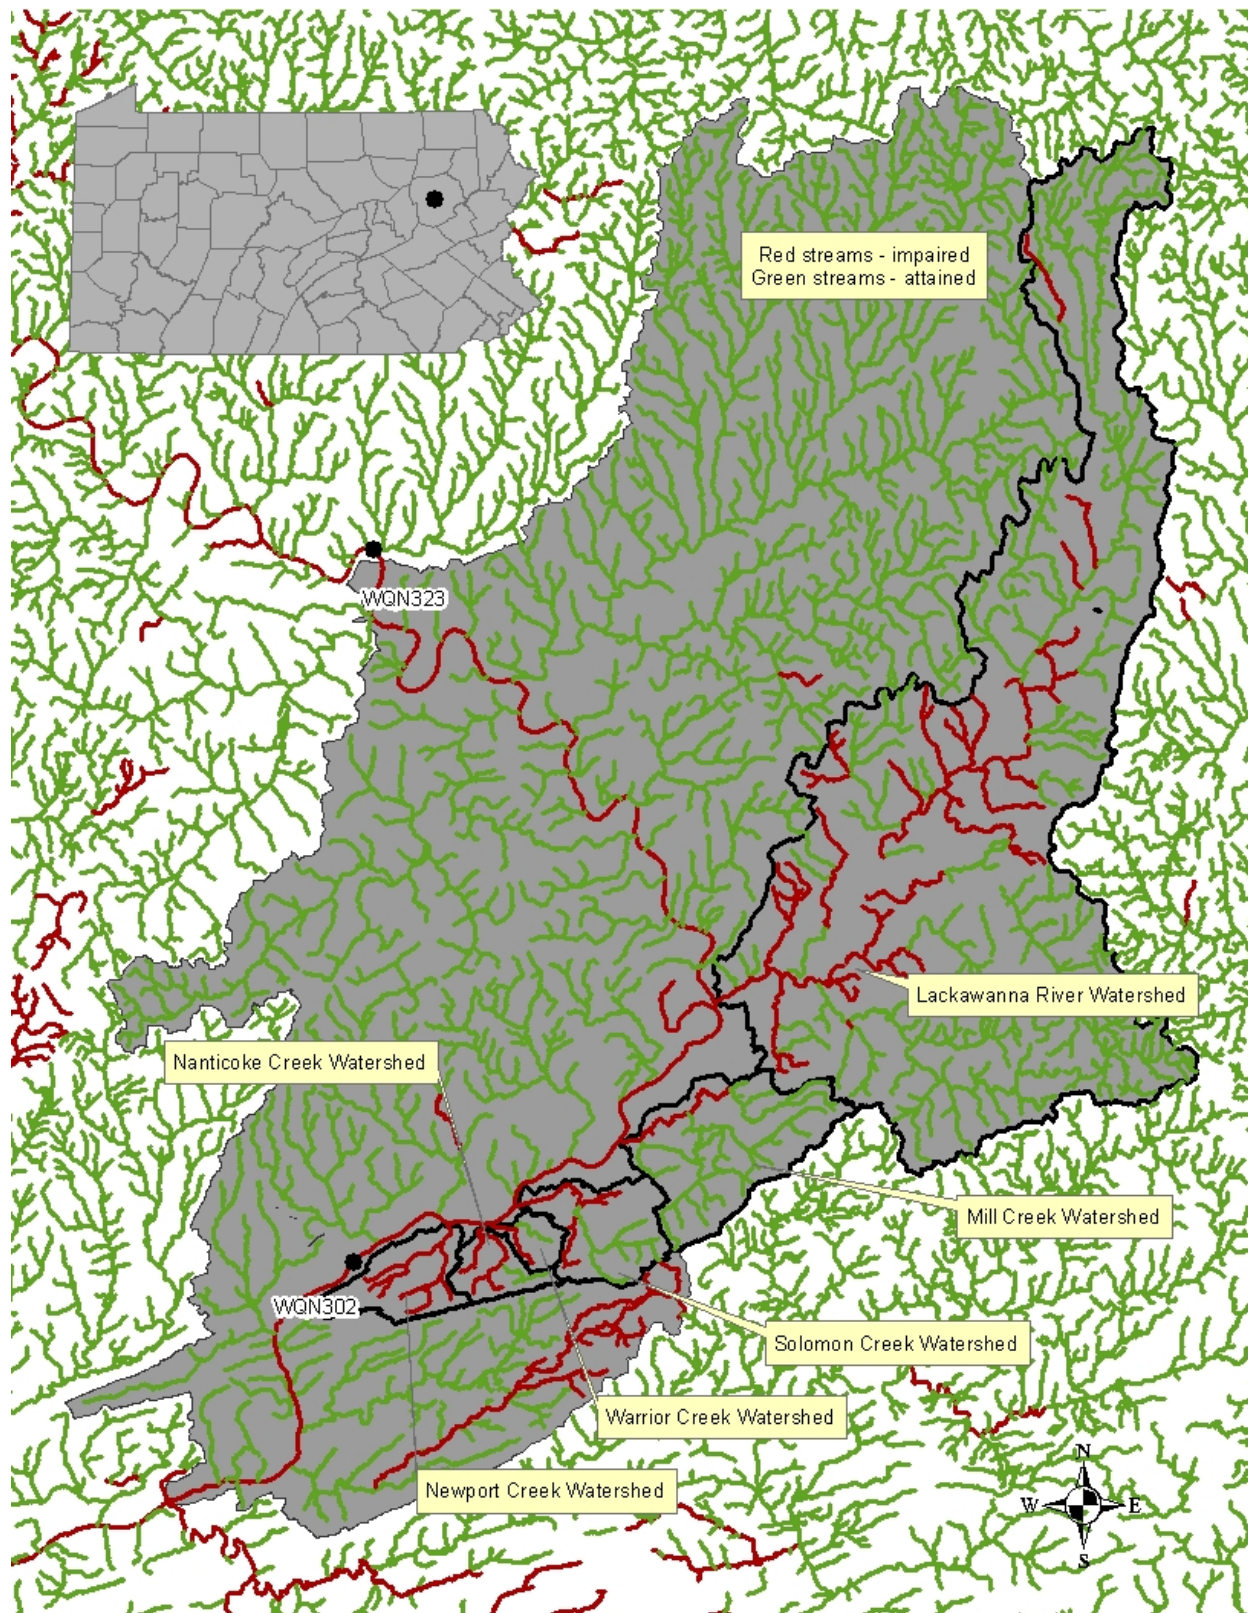 Red streams - impaired
Green streams - attained
WQN323
Lackawanna River Watershed
Nanticoke Creek Watershed
Mill Creek Watershed
WQN302
Solomon Creek Watershed
Warrior Creek Watershed
Newport Creek Watershed
N
W
E
S